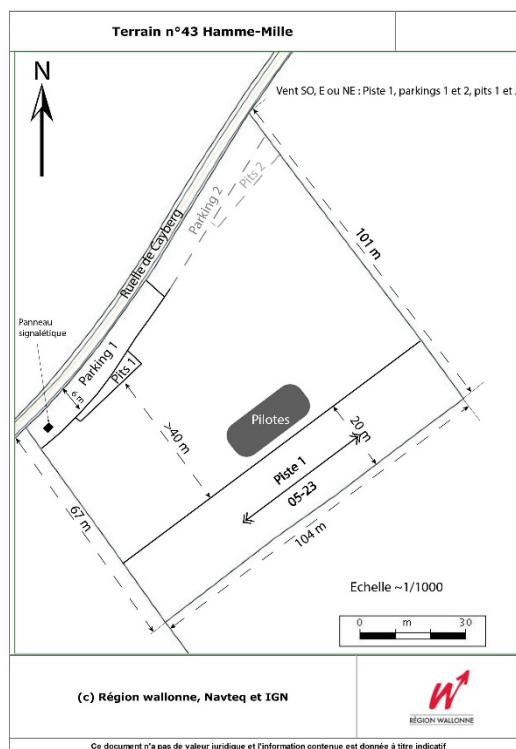 Terrain n°43 Hamme-Mille
N
Vent SO, E ou NE : Piste 1, parkings 1 et 2, pits 1 et
Pits 2
Parking 2
Ruelle de Cayberg
101 m
Panneau
signalétique
Parking 1
Pits 1
6 m
>40 m
Pilotes
20 m
Piste 1
05-23
67 m
104 m
Echelle ~1/1000
0 m 30
(c) Région wallonne, Navteq et IGN
RÉGION WALLONNE
Ce document n'a pas de valeur juridique et l'information contenue est donnée à titre indicatif